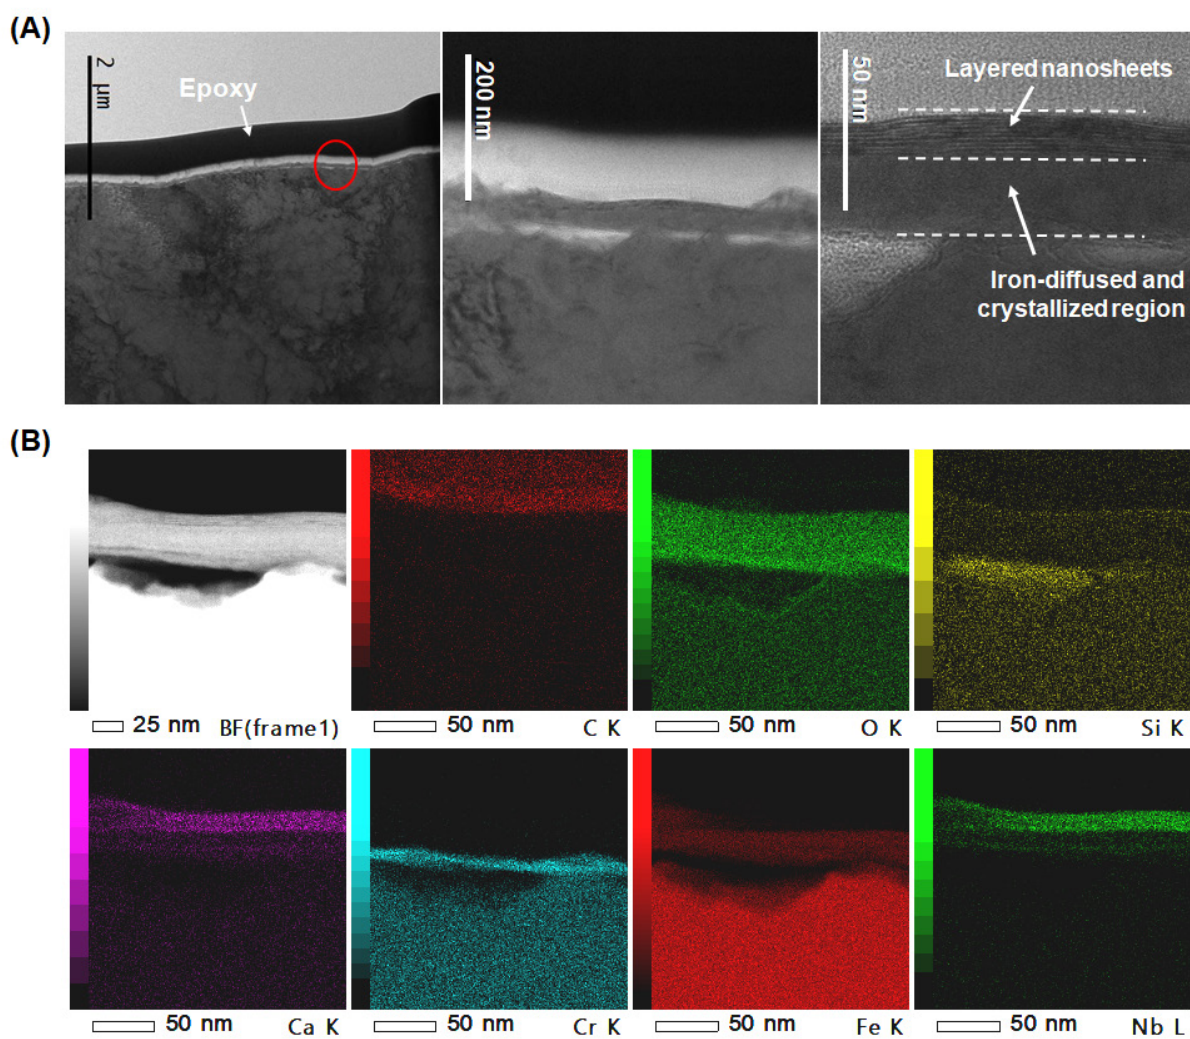 (A)
2 μm
Epoxy
200 nm
50 nm
Layered nanosheets
Iron-diffused and
crystallized region
(B)
25 nm BF(frame1)
50 nm C K
50 nm O K
50 nm Si K
50 nm Ca K
50 nm Cr K
50 nm Fe K
50 nm Nb L